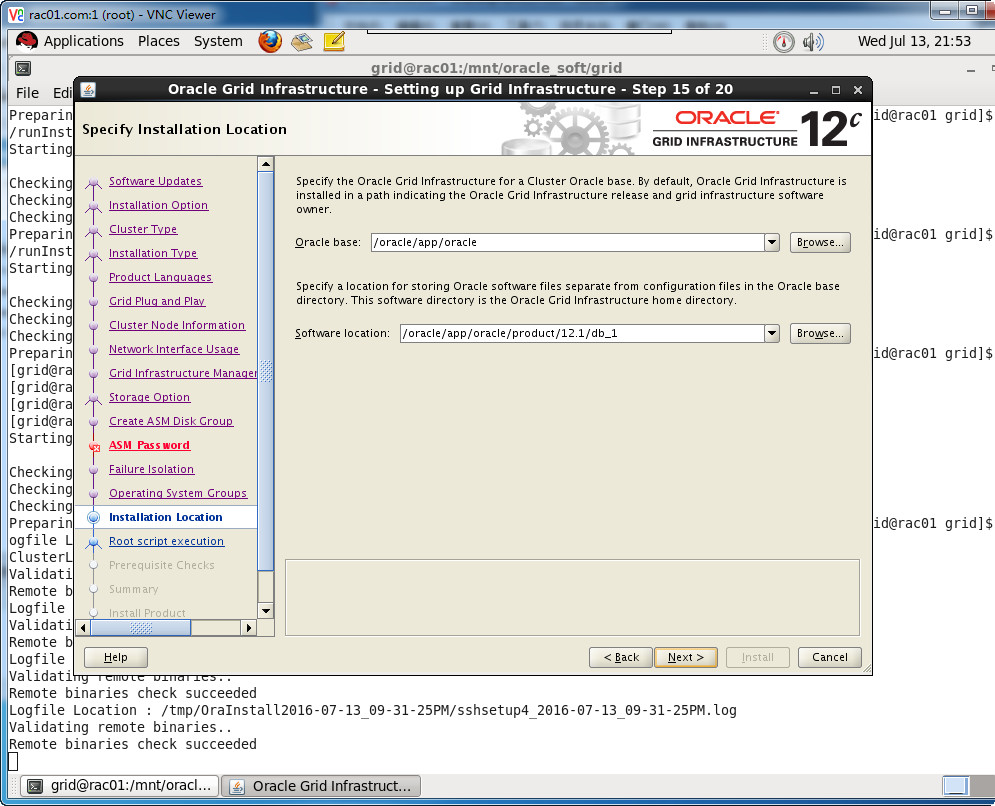 rac01.com:1 (root) - VNC Viewer
Applications Places System
Wed Jul 13, 21:53
grid@rac01:/mnt/oracle_soft/grid
File Edi
Oracle Grid Infrastructure - Setting up Grid Infrastructure - Step 15 of 20
Specify Installation Location
ORACLE
GRID INFRASTRUCTURE
12c
Software Updates
Installation Option
Cluster Type
Installation Type
Product Languages
Grid Plug and Play
Cluster Node Information
Network Interface Usage
Grid Infrastructure Manager
Storage Option
Create ASM Disk Group
ASM Password
Failure Isolation
Operating System Groups
Installation Location
Root script execution
Prerequisite Checks
Summary
Install Product
Specify the Oracle Grid Infrastructure for a Cluster Oracle base. By default, Oracle Grid Infrastructure is
installed in a path indicating the Oracle Grid Infrastructure release and grid infrastructure software
owner.
Oracle base: /oracle/app/oracle Browse...
Specify a location for storing Oracle software files separate from configuration files in the Oracle base
directory. This software directory is the Oracle Grid Infrastructure home directory.
Software location: /oracle/app/oracle/product/12.1/db_1 Browse...
Help < Back Next > Install Cancel
Preparin id@rac01 grid]$
/runInst
Starting
Checking
Checking
Checking
Preparin id@rac01 grid]$
/runInst
Starting
Checking
Checking
Checking
Preparin id@rac01 grid]$
[grid@ra
[grid@ra
[grid@ra
[grid@ra
Starting
Checking
Checking
Checking
Preparin id@rac01 grid]$
ogfile L
ClusterL
Validati
Remote b
Logfile
Validati
Remote b
Logfile
Validating remote binaries..
Remote binaries check succeeded
Logfile Location : /tmp/OraInstall2016-07-13_09-31-25PM/sshsetup4_2016-07-13_09-31-25PM.log
Validating remote binaries..
Remote binaries check succeeded
grid@rac01:/mnt/oracl...
Oracle Grid Infrastruct...